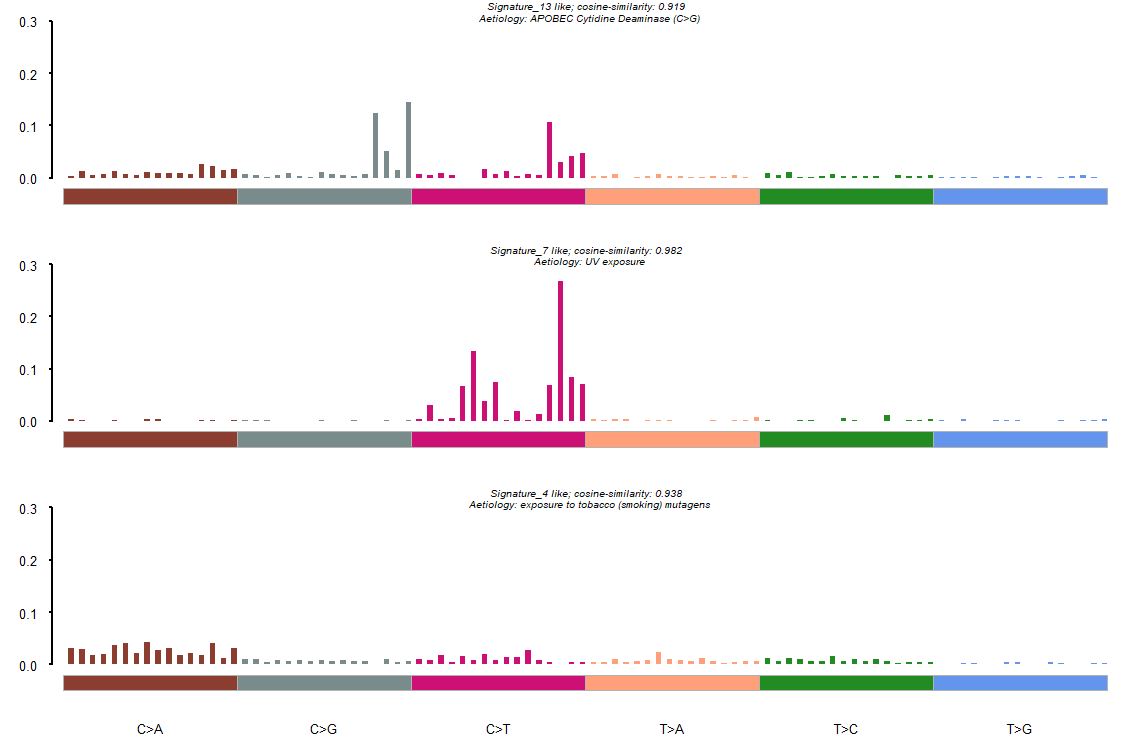 Signature_13 like; cosine-similarity: 0.919
Aetiology: APOBEC Cytidine Deaminase (C>G)
0.3
0.2
0.1
0.0
Signature_7 like; cosine-similarity: 0.982
Aetiology: UV exposure
0.3
0.2
0.1
0.0
Signature_4 like; cosine-similarity: 0.938
Aetiology: exposure to tobacco (smoking) mutagens
0.3
0.2
0.1
0.0
C>A C>G C>T T>A T>C T>G